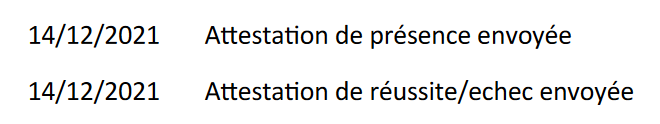 14/12/2021 Attestation de présence envoyée
14/12/2021 Attestation de réussite/echec envoyée